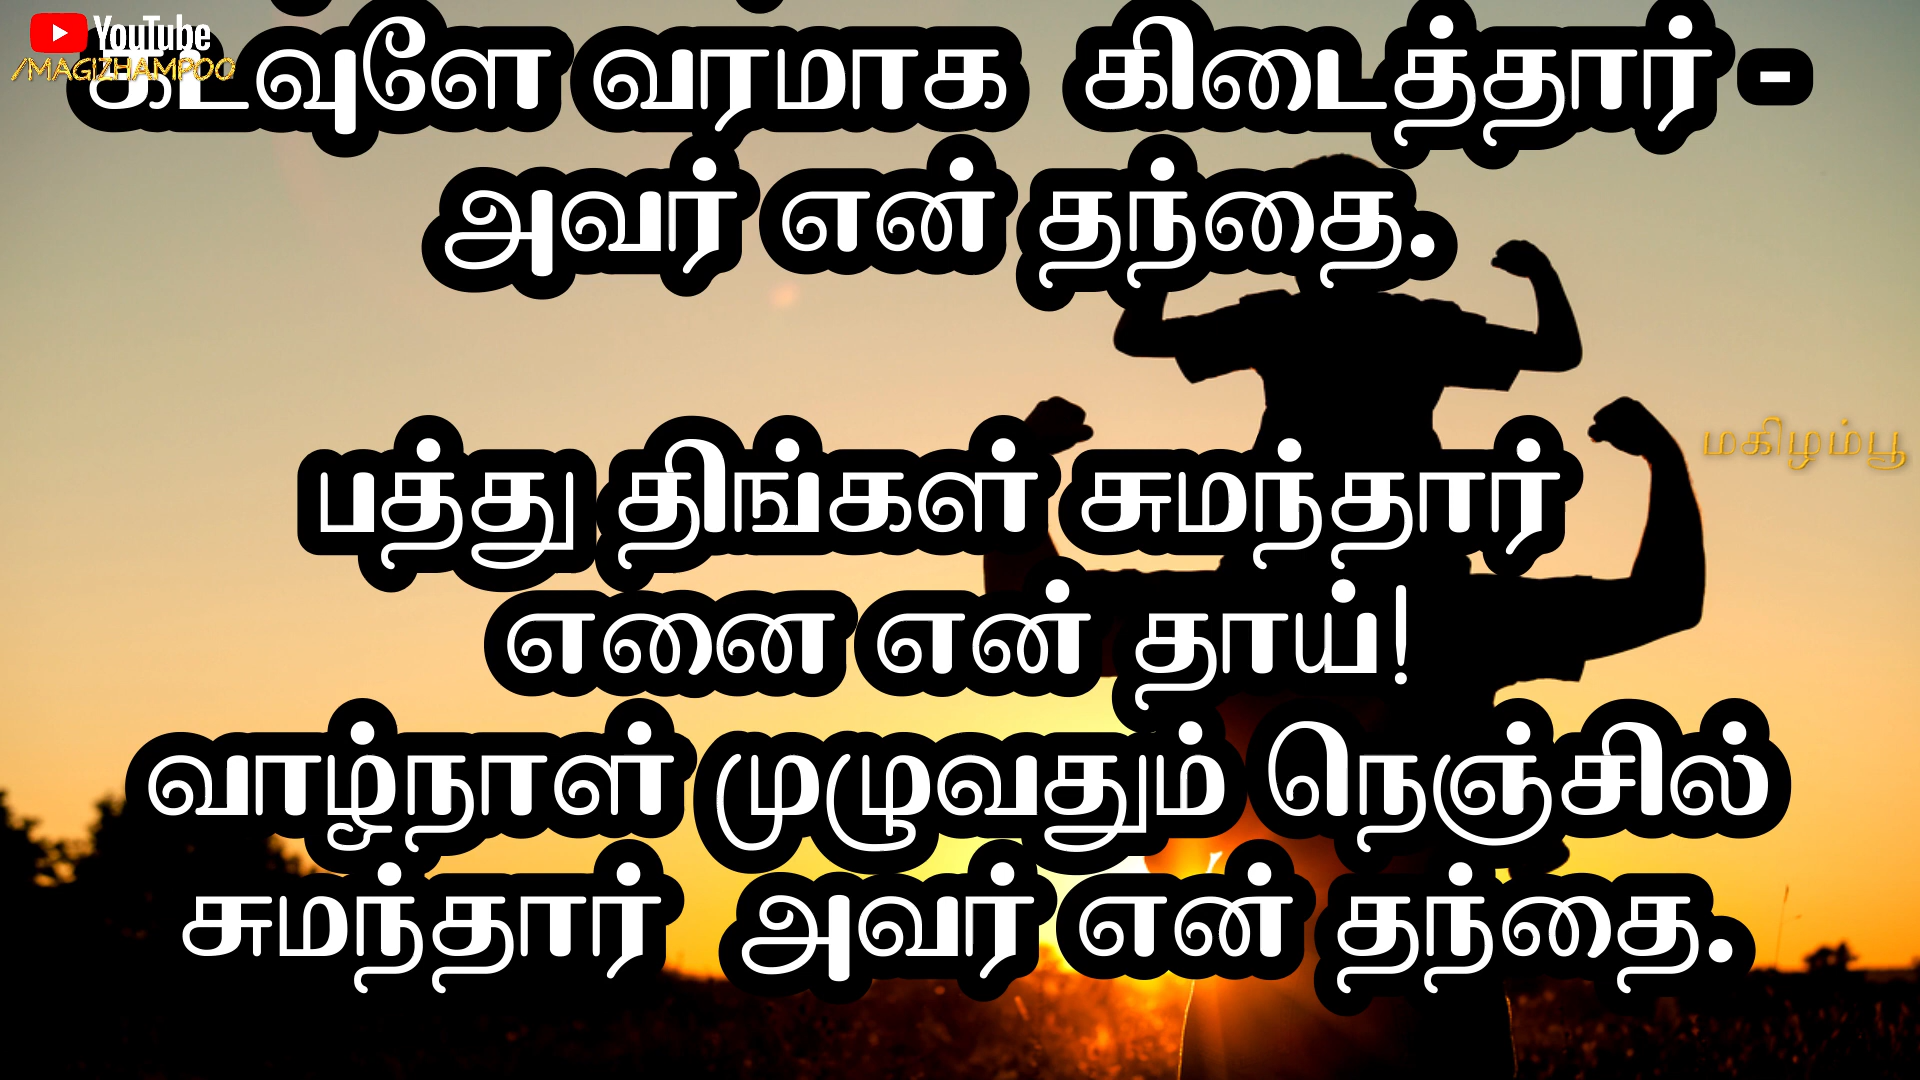 YouTube
/MAGIZHAMPOO
கடவுளே வரமாக கிடைத்தார் -
அவர் என் தந்தை.
மகிழம்பூ
பத்து திங்கள் சுமந்தார்
எனை என் தாய்!
வாழ்நாள் முழுவதும் நெஞ்சில்
சுமந்தார் அவர் என் தந்தை.